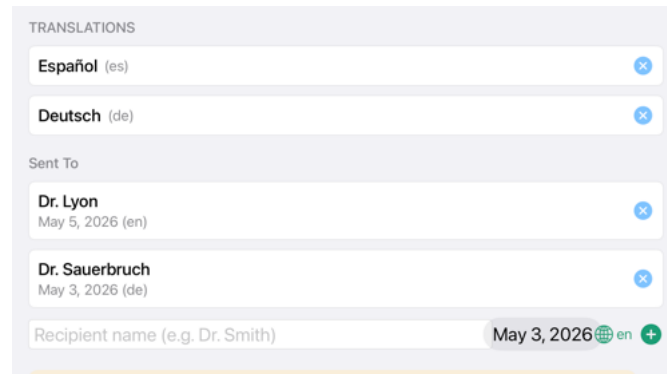 TRANSLATIONS
Español (es)
Deutsch (de)
Sent To
Dr. Lyon
May 5, 2026 (en)
Dr. Sauerbruch
May 3, 2026 (de)
Recipient name (e.g. Dr. Smith) May 3, 2026 en